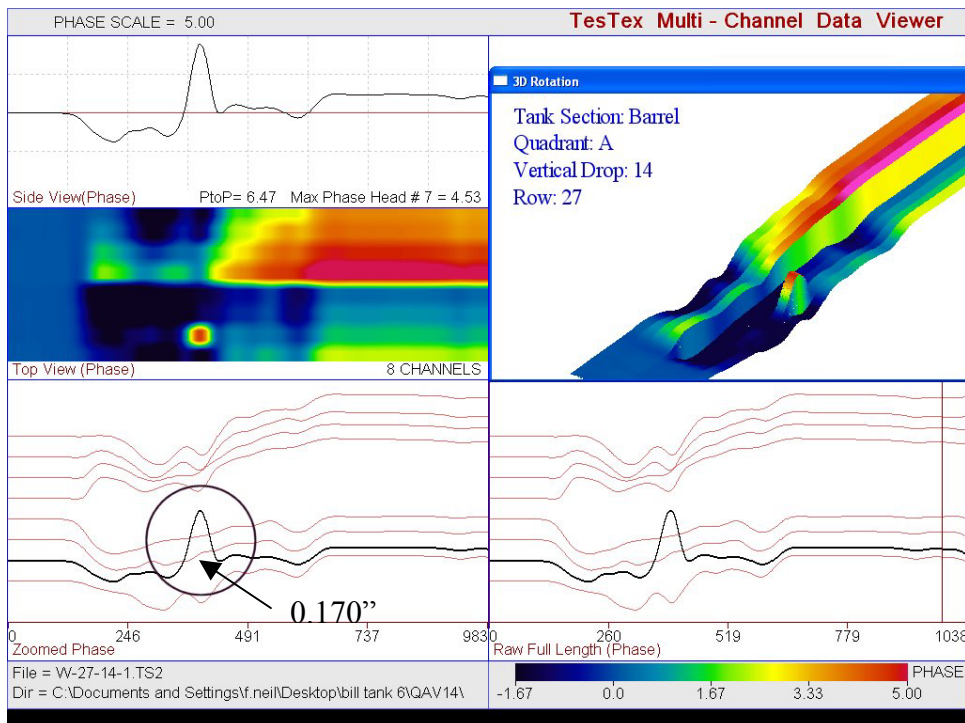 PHASE SCALE = 5.00
TesTex Multi - Channel Data Viewer
3D Rotation
Tank Section: Barrel
Quadrant: A
Vertical Drop: 14
Row: 27
Side View(Phase) PtoP= 6.47 Max Phase Head # 7 = 4.53
Top View (Phase) 8 CHANNELS
0.170”
0 246 491 737 983
Zoomed Phase
0 260 519 779 1038
Raw Full Length (Phase)
File = W-27-14-1.TS2
Dir = C:\Documents and Settings\f.neil\Desktop\bill tank 6\QAV14\
PHASE
-1.67 0.0 1.67 3.33 5.00